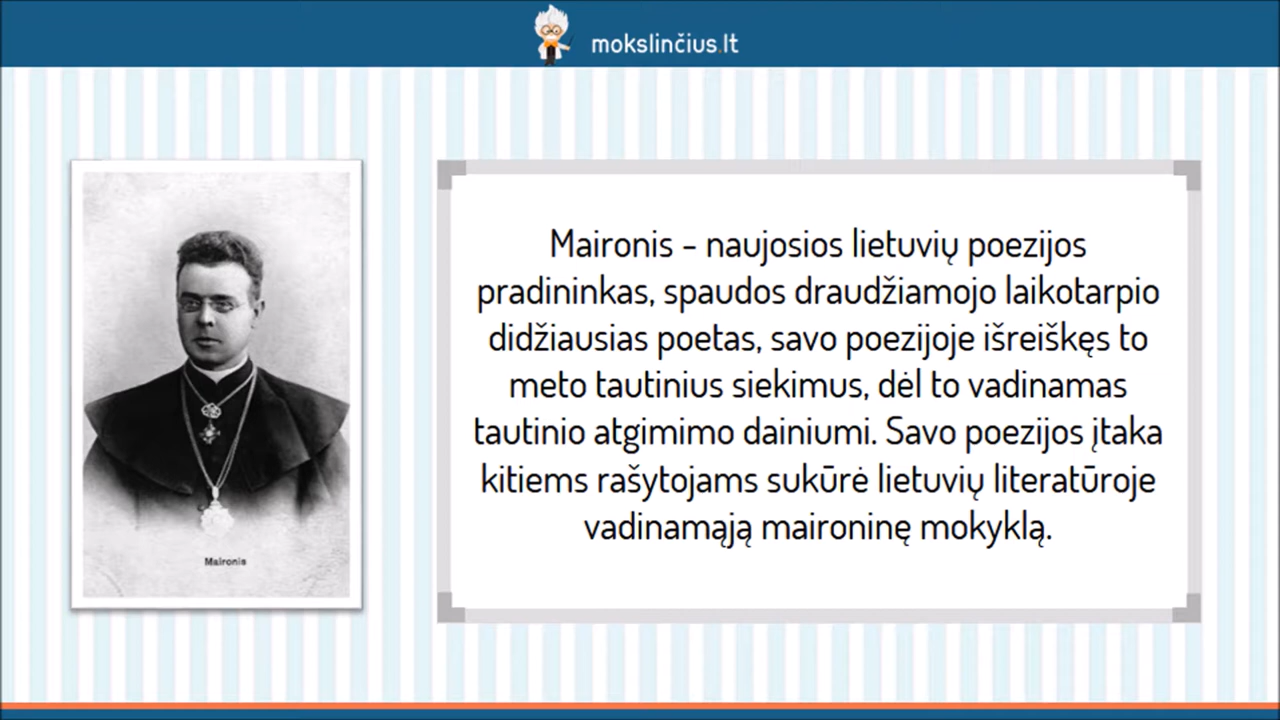 mokslinčius.lt
Maironis
Maironis - naujosios lietuvių poezijos
pradininkas, spaudos draudžiamojo laikotarpio
didžiausias poetas, savo poezijoje išreiškęs to
meto tautinius siekimus, dėl to vadinamas
tautinio atgimimo dainiumi. Savo poezijos įtaka
kitiems rašytojams sukūrė lietuvių literatūroje
vadinamąją maironinę mokyklą.